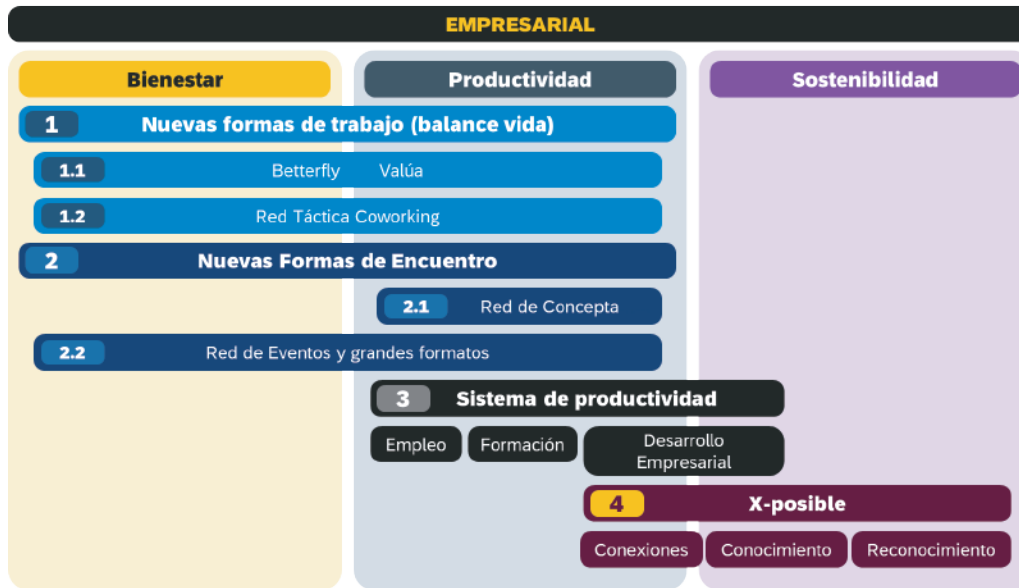 EMPRESARIAL
Bienestar
Productividad
Sostenibilidad
1 Nuevas formas de trabajo (balance vida)
1.1 Betterfly Valúa
1.2 Red Táctica Coworking
2 Nuevas Formas de Encuentro
2.1 Red de Concepta
2.2 Red de Eventos y grandes formatos
3 Sistema de productividad
Empleo
Formación
Desarrollo
Empresarial
4 X-posible
Conexiones
Conocimiento
Reconocimiento